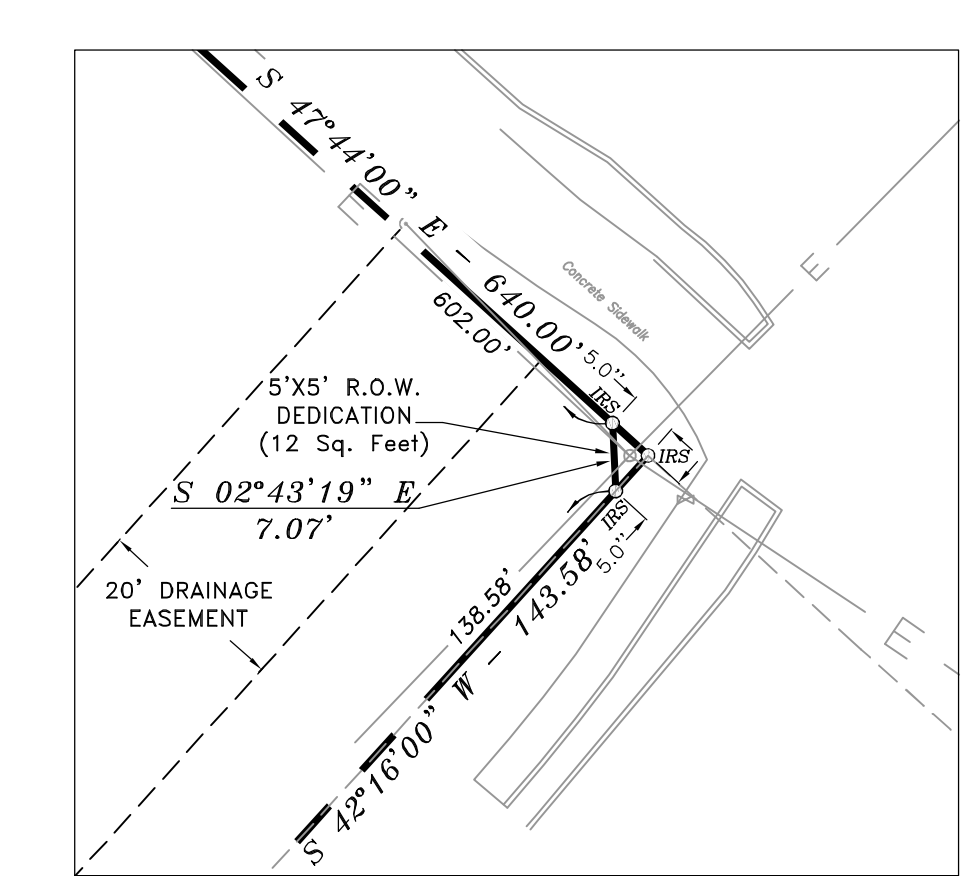 S 47°44'00" E - 640.00'
602.00'
Concrete Sidewalk
E
E
5.0"
IRS
IRS
5'X5' R.O.W.
DEDICATION
(12 Sq. Feet)
S 02°43'19" E
7.07'
IRS
5.0"
20' DRAINAGE
EASEMENT
138.58'
S 42°16'00" W - 143.58'
E